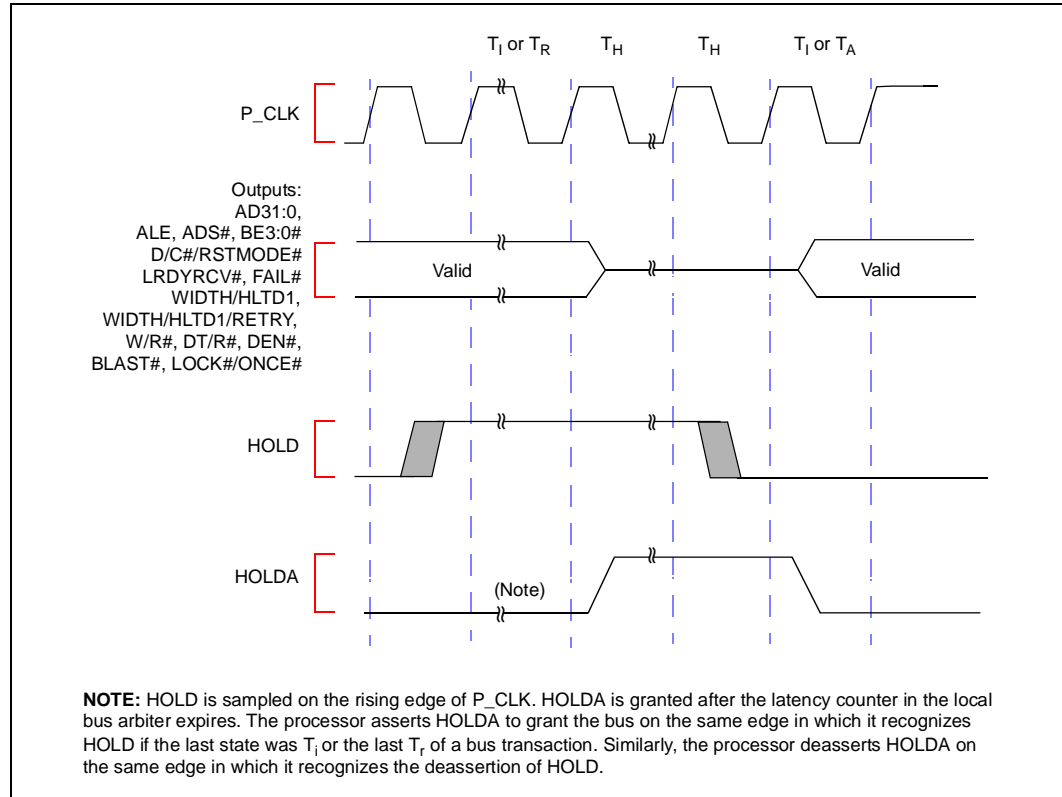 T_I or T_R T_H T_H T_I or T_A
P_CLK
Outputs:
AD31:0,
ALE, ADS#, BE3:0#
D/C#/RSTMODE#
LRDYRCV#, FAIL#
WIDTH/HLTD1,
WIDTH/HLTD1/RETRY,
W/R#, DT/R#, DEN#,
BLAST#, LOCK#/ONCE#
Valid Valid
HOLD
HOLDA
(Note)
NOTE: HOLD is sampled on the rising edge of P_CLK. HOLDA is granted after the latency counter in the local
bus arbiter expires. The processor asserts HOLDA to grant the bus on the same edge in which it recognizes
HOLD if the last state was T_i or the last T_r of a bus transaction. Similarly, the processor deasserts HOLDA on
the same edge in which it recognizes the deassertion of HOLD.